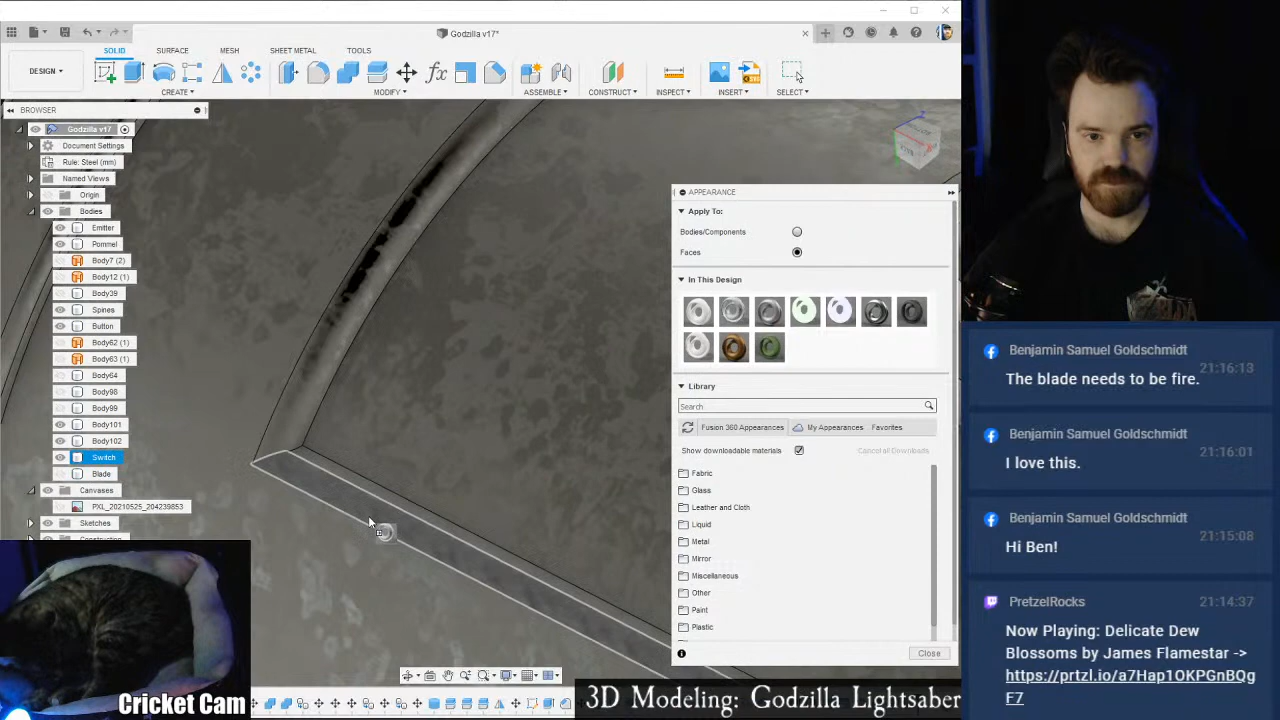 Godzilla v17*
SOLID
SURFACE
MESH
SHEET METAL
TOOLS
DESIGN
CREATE
MODIFY
ASSEMBLE
CONSTRUCT
INSPECT
INSERT
SELECT
BROWSER
Godzilla v17
Document Settings
Rule: Steel (mm)
Named Views
Origin
Bodies
Emitter
Pommel
Body7 (2)
Body12 (1)
Body39
Spines
Button
Body62 (1)
Body63 (1)
Body64
Body98
Body99
Body101
Body102
Switch
Blade
Canvases
PXL_20210525_204239853
Sketches
APPEARANCE
Apply To:
Bodies/Components
Faces
In This Design
Library
Search
Fusion 360 Appearances
My Appearances
Favorites
Show downloadable materials
Cancel all Downloads
Fabric
Glass
Leather and Cloth
Liquid
Metal
Mirror
Miscellaneous
Other
Paint
Plastic
Close
Benjamin Samuel Goldschmidt
21:16:13
The blade needs to be fire.
Benjamin Samuel Goldschmidt
21:16:01
I love this.
Benjamin Samuel Goldschmidt
21:15:08
Hi Ben!
PretzelRocks
21:14:37
Now Playing: Delicate Dew
Blossoms by James Flamestar ->
https://prtzl.io/a7Hap1OKPGnBQg
F7
Cricket Cam
3D Modeling: Godzilla Lightsaber